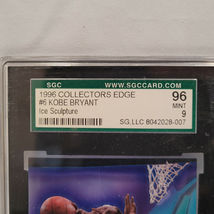 SGC
WWW.SGCCARD.COM
1996 COLLECTORS EDGE
#6 KOBE BRYANT
Ice Sculpture
96
MINT
9
SG,LLC 8042028-007